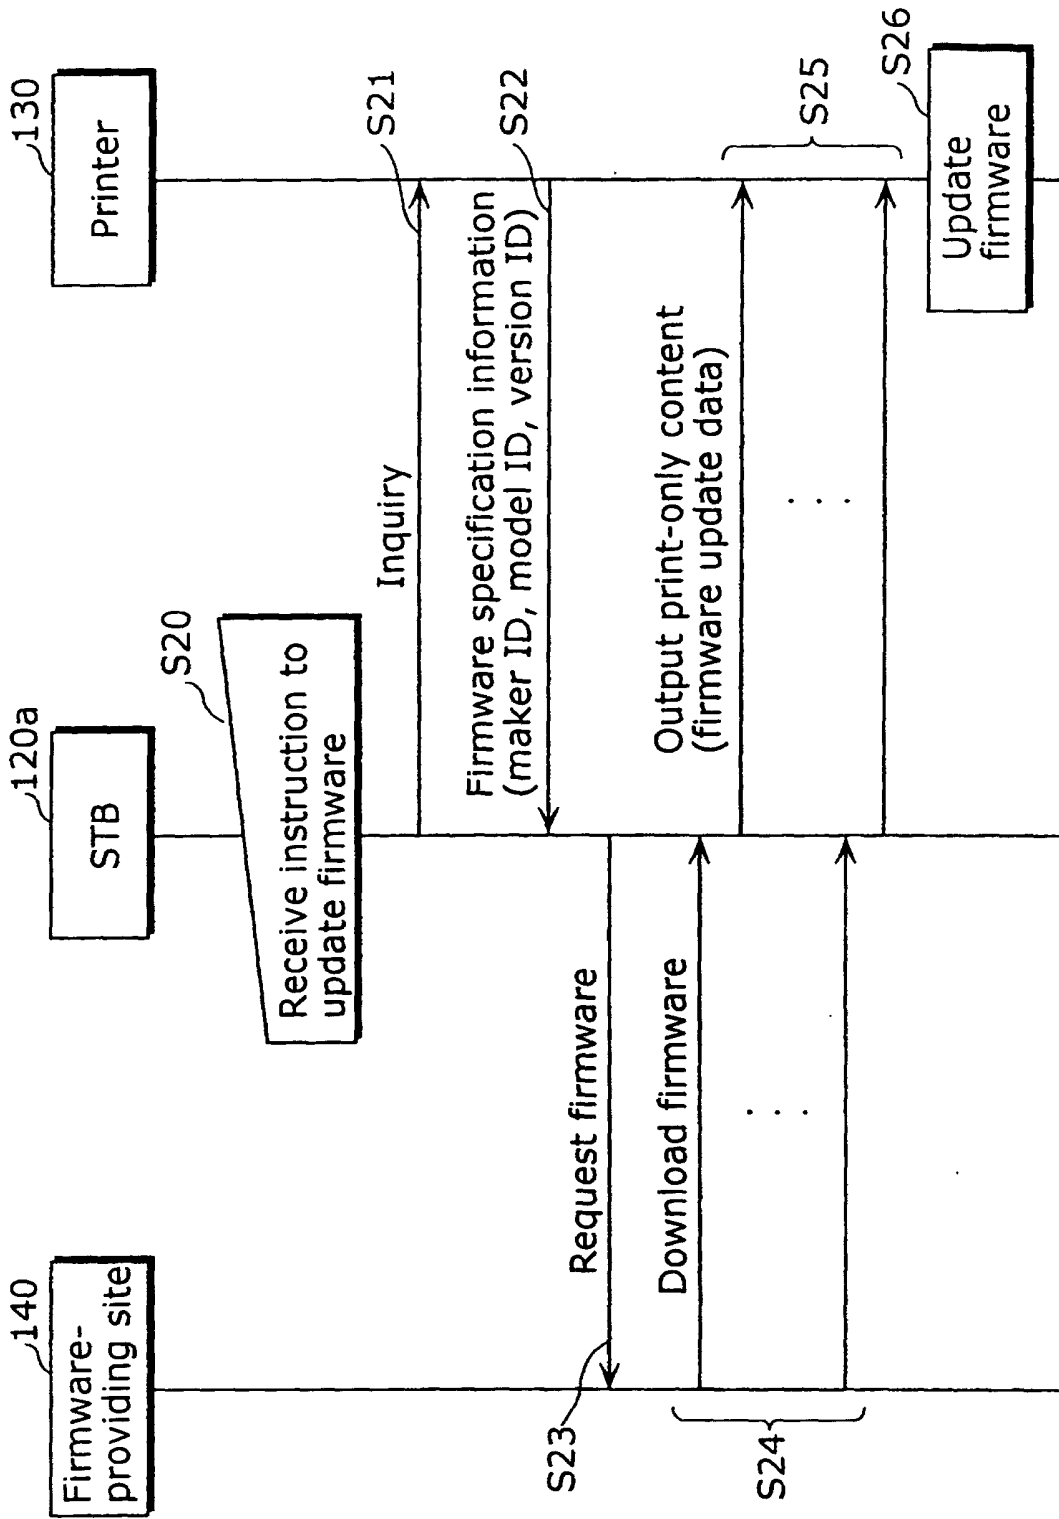 140
Firmware-
providing site
120a
STB
130
Printer
S20
Receive instruction to
update firmware
Inquiry
S21
Firmware specification information
(maker ID, model ID, version ID)
S22
Request firmware
S23
Download firmware
. . .
S24
Output print-only content
(firmware update data)
. . .
S25
S26
Update
firmware